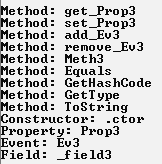 Method: get_Prop3
Method: set_Prop3
Method: add_Ev3
Method: remove_Ev3
Method: Meth3
Method: Equals
Method: GetHashCode
Method: GetType
Method: ToString
Constructor: .ctor
Property: Prop3
Event: Ev3
Field: _field3